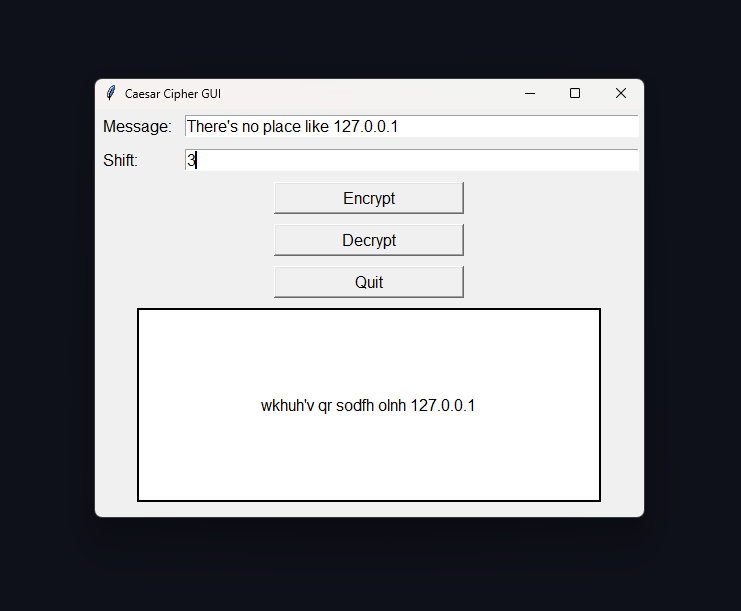 Caesar Cipher GUI
Message: There's no place like 127.0.0.1
Shift: 3
Encrypt
Decrypt
Quit
wkhuh'v qr sodfh olnh 127.0.0.1